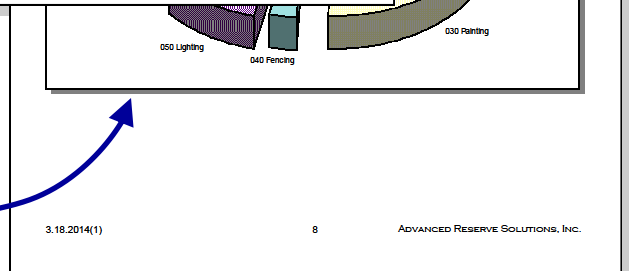 030 Painting
050 Lighting
040 Fencing
3.18.2014(1) 8 ADVANCED RESERVE SOLUTIONS, INC.